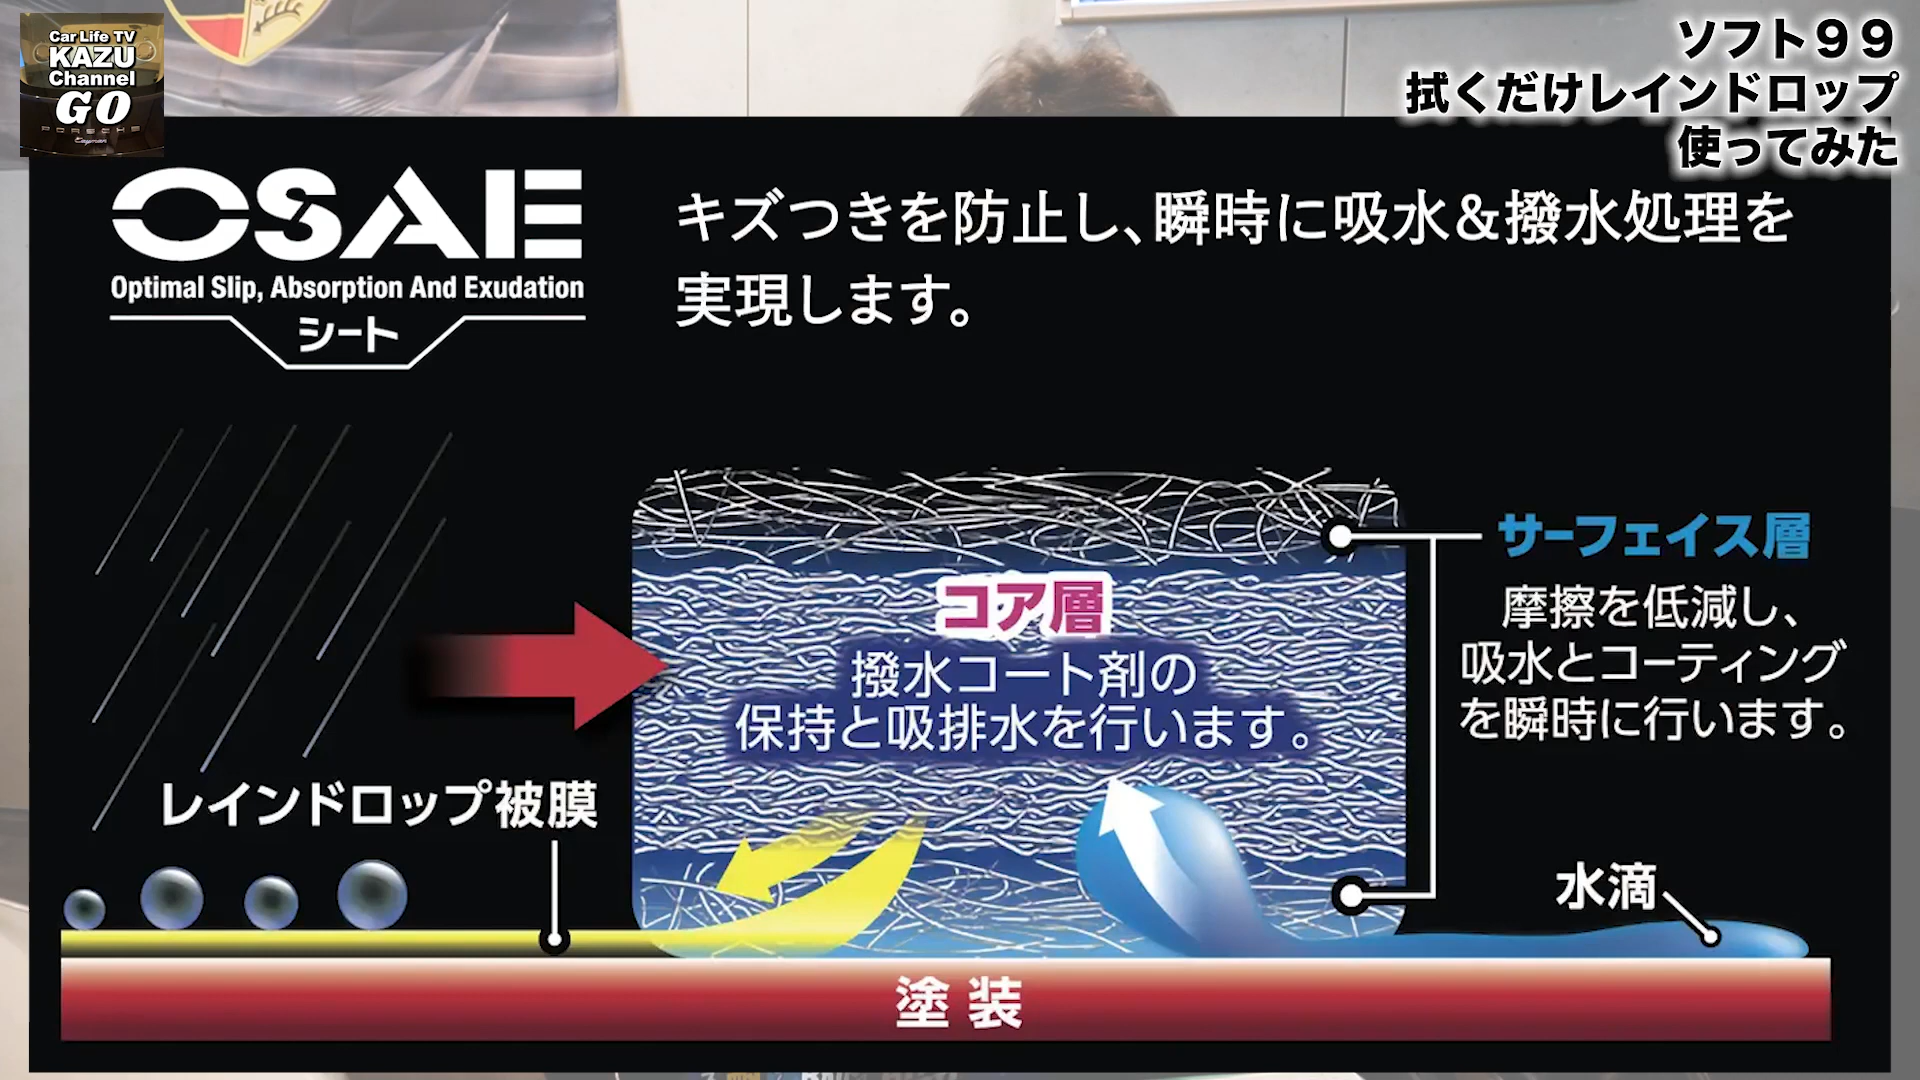 Car Life TV
KAZU
Channel
GO
PORSCHE
Cayman
ソフト９９
拭くだけレインドロップ
使ってみた
OSAE
Optimal Slip, Absorption And Exudation
シート
キズつきを防止し、瞬時に吸水＆撥水処理を
実現します。
サーフェイス層
摩擦を低減し、
吸水とコーティング
を瞬時に行います。
コア層
撥水コート剤の
保持と吸排水を行います。
レインドロップ被膜
水滴
塗装